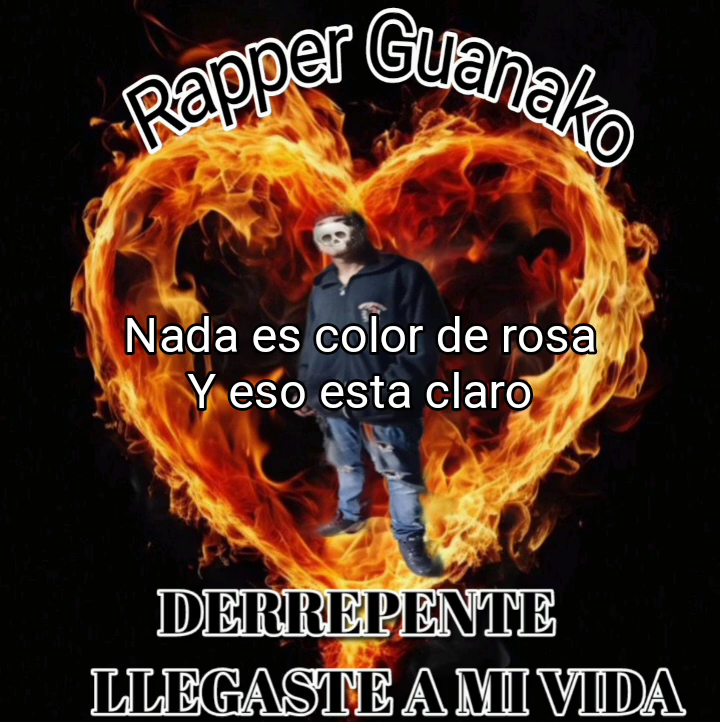 Rapper Guanako
Nada es color de rosa
Y eso esta claro
DERREPENTE
LLEGASTE A MI VIDA